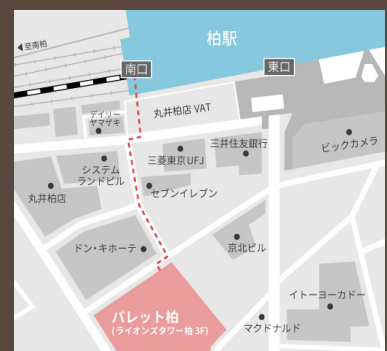 柏駅
◀至南柏
南口
東口
デイリー
ヤマザキ
丸井柏店 VAT
三井住友銀行
ビックカメラ
システム
ランドビル
三菱東京UFJ
丸井柏店
セブンイレブン
ドン・キホーテ
京北ビル
イトーヨーカドー
パレット柏
(ライオンズタワー柏 3F)
マクドナルド